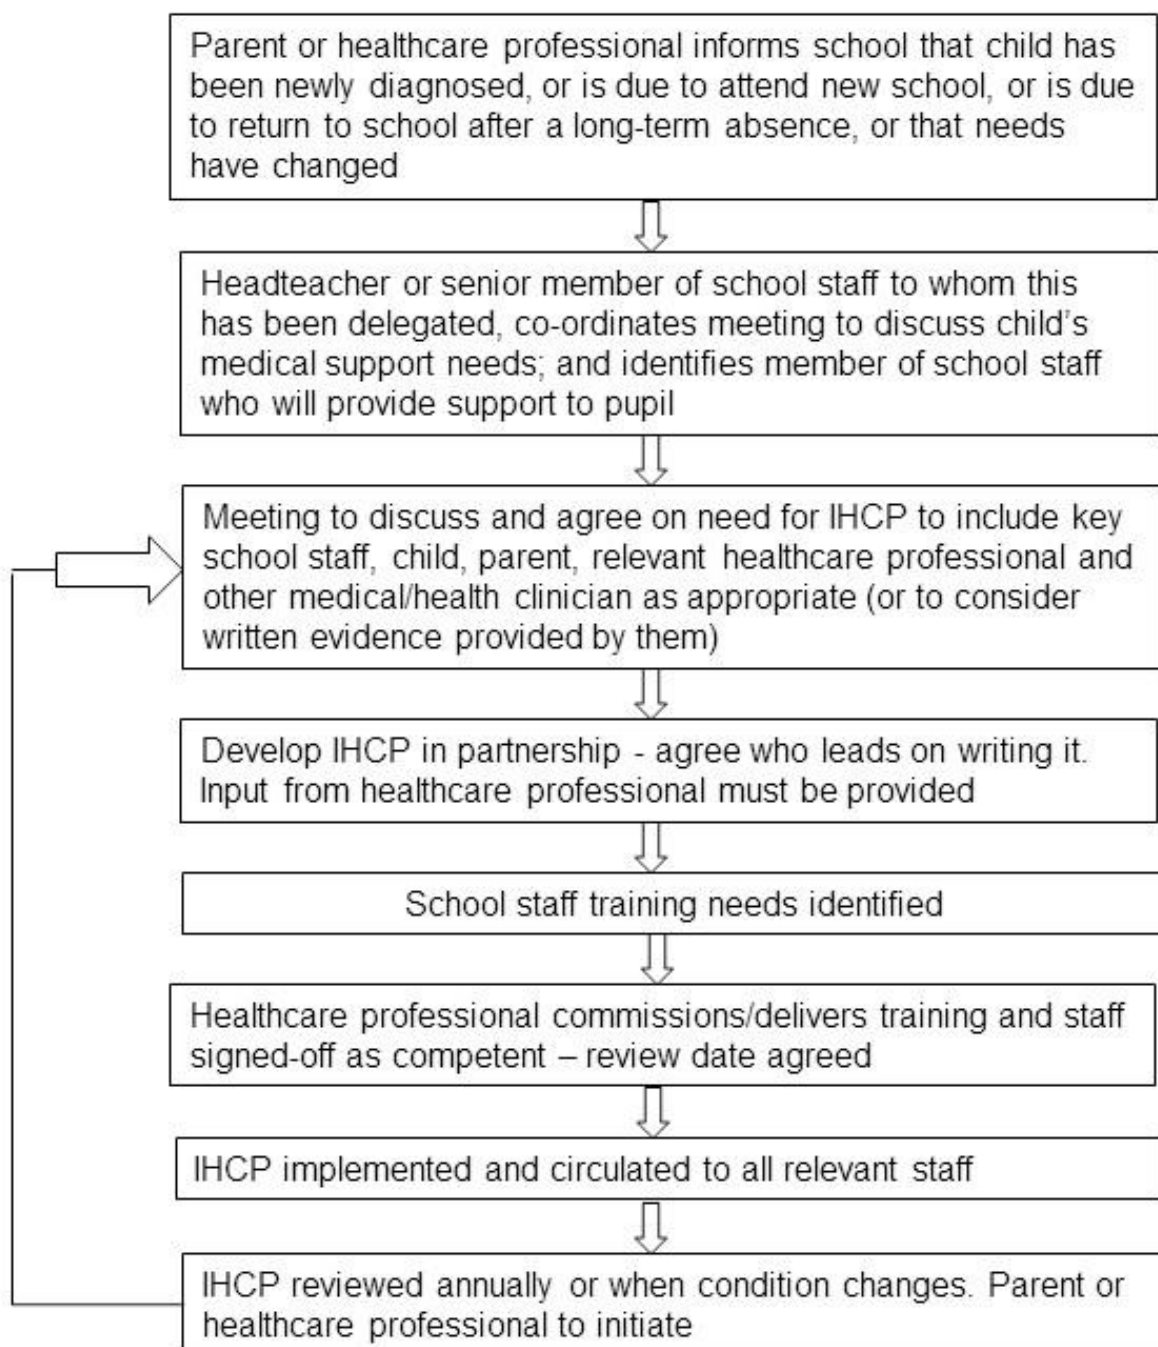 Parent or healthcare professional informs school that child has
been newly diagnosed, or is due to attend new school, or is due
to return to school after a long-term absence, or that needs
have changed
Headteacher or senior member of school staff to whom this
has been delegated, co-ordinates meeting to discuss child's
medical support needs; and identifies member of school staff
who will provide support to pupil
Meeting to discuss and agree on need for IHCP to include key
school staff, child, parent, relevant healthcare professional and
other medical/health clinician as appropriate (or to consider
written evidence provided by them)
Develop IHCP in partnership - agree who leads on writing it.
Input from healthcare professional must be provided
School staff training needs identified
Healthcare professional commissions/delivers training and staff
signed-off as competent – review date agreed
IHCP implemented and circulated to all relevant staff
IHCP reviewed annually or when condition changes. Parent or
healthcare professional to initiate